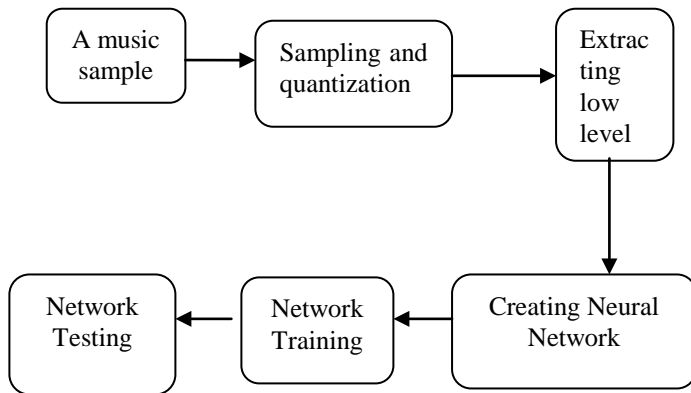 A music
sample
Sampling and
quantization
Extrac
ting
low
level
Creating Neural
Network
Network
Training
Network
Testing